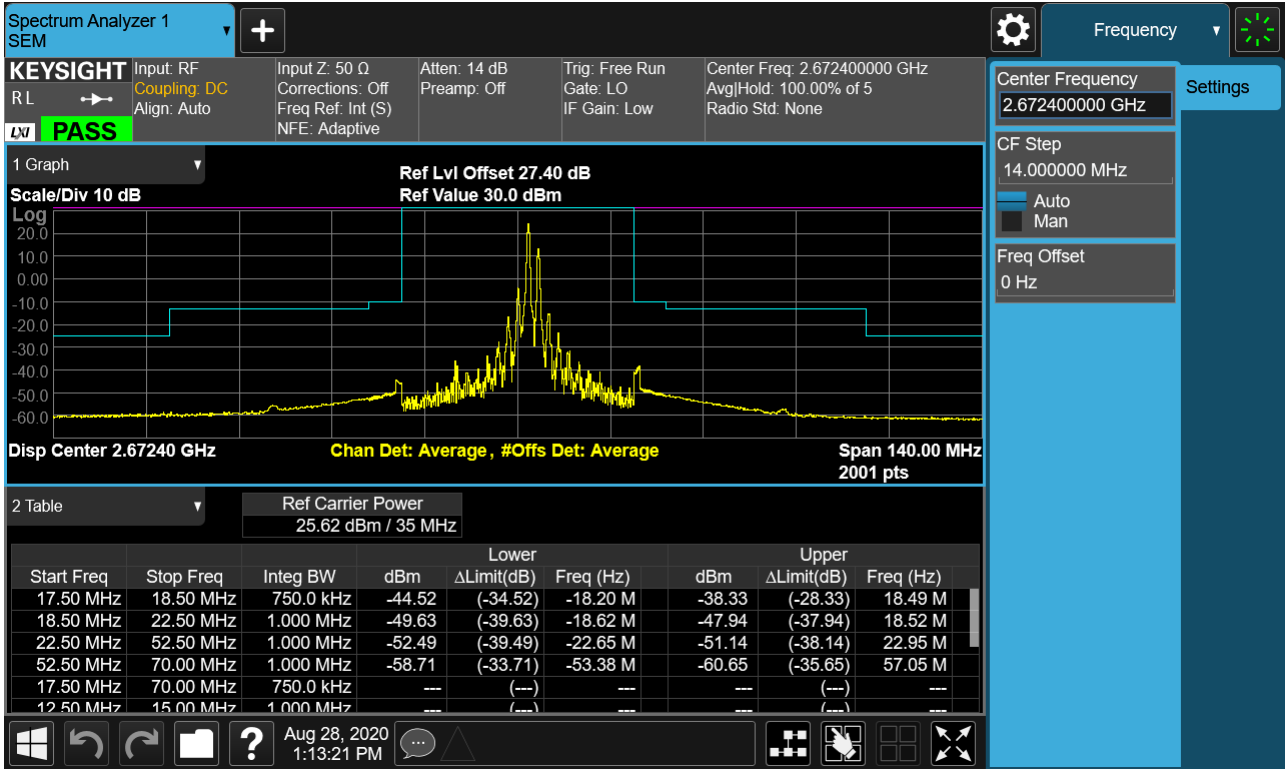 Spectrum Analyzer 1
SEM
Frequency
KEYSIGHT
R L
LXI PASS
Input: RF
Coupling: DC
Align: Auto
Input Z: 50 Ω
Corrections: Off
Freq Ref: Int (S)
NFE: Adaptive
Atten: 14 dB
Preamp: Off
Trig: Free Run
Gate: LO
IF Gain: Low
Center Freq: 2.672400000 GHz
Avg|Hold: 100.00% of 5
Radio Std: None
Center Frequency
2.672400000 GHz
Settings
CF Step
14.000000 MHz
Auto
Man
Freq Offset
0 Hz
1 Graph
Ref Lvl Offset 27.40 dB
Scale/Div 10 dB
Ref Value 30.0 dBm
Log
20.0
10.0
0.00
-10.0
-20.0
-30.0
-40.0
-50.0
-60.0
Disp Center 2.67240 GHz
Chan Det: Average , #Offs Det: Average
Span 140.00 MHz
2001 pts
2 Table
Ref Carrier Power
25.62 dBm / 35 MHz
Lower Upper
Start Freq Stop Freq Integ BW dBm ΔLimit(dB) Freq (Hz) dBm ΔLimit(dB) Freq (Hz)
17.50 MHz 18.50 MHz 750.0 kHz -44.52 (-34.52) -18.20 M -38.33 (-28.33) 18.49 M
18.50 MHz 22.50 MHz 1.000 MHz -49.63 (-39.63) -18.62 M -47.94 (-37.94) 18.52 M
22.50 MHz 52.50 MHz 1.000 MHz -52.49 (-39.49) -22.65 M -51.14 (-38.14) 22.95 M
52.50 MHz 70.00 MHz 1.000 MHz -58.71 (-33.71) -53.38 M -60.65 (-35.65) 57.05 M
17.50 MHz 70.00 MHz 750.0 kHz --- (---) --- --- (---) ---
12.50 MHz 15.00 MHz 1.000 MHz --- (---) --- --- (---) ---
Aug 28, 2020
1:13:21 PM